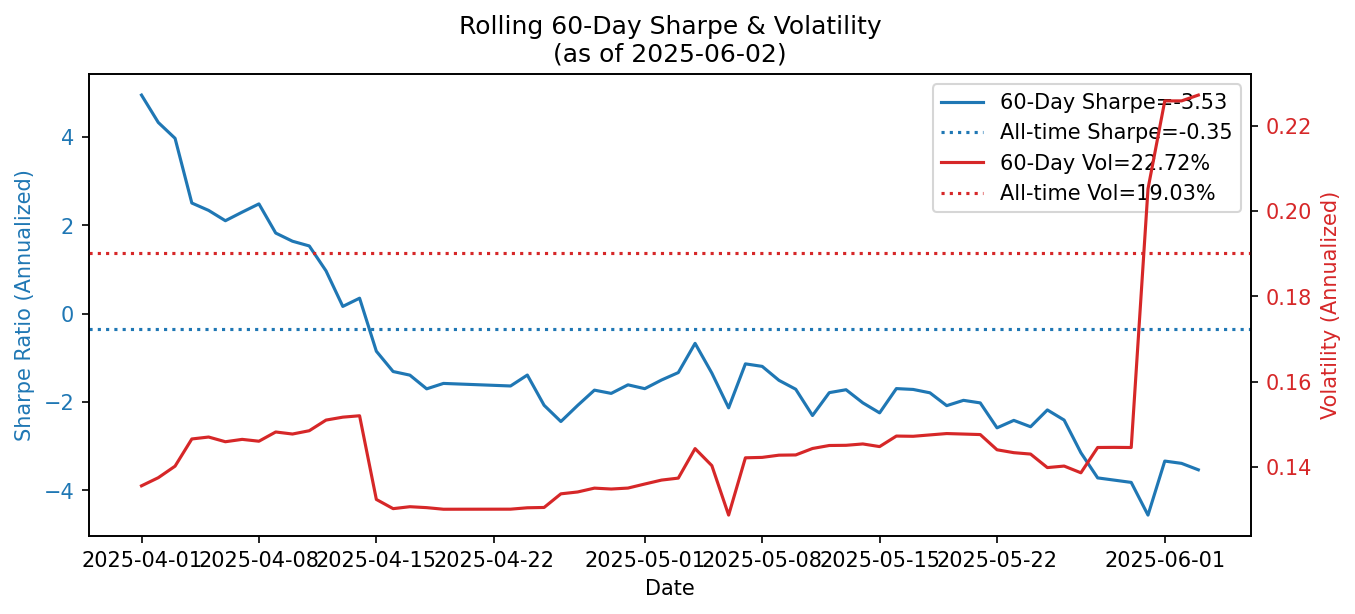 Rolling 60-Day Sharpe & Volatility
(as of 2025-06-02)
60-Day Sharpe=-3.53
All-time Sharpe=-0.35
60-Day Vol=22.72%
All-time Vol=19.03%
Sharpe Ratio (Annualized)
4
2
0
−2
−4
Volatility (Annualized)
0.22
0.20
0.18
0.16
0.14
2025-04-01
2025-04-08
2025-04-15
2025-04-22
2025-05-01
2025-05-08
2025-05-15
2025-05-22
2025-06-01
Date